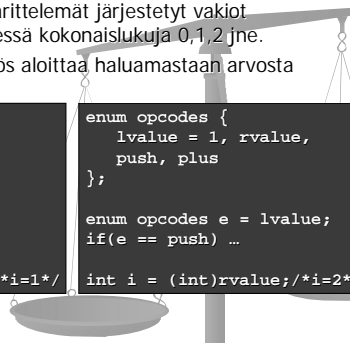 rittelemät järjestetyt vakiot
essä kokonaislukuja 0,1,2 jne.
ös aloittaa haluamastaan arvosta
enum opcodes {
lvalue = 1, rvalue,
push, plus
};
enum opcodes e = lvalue;
if(e == push) …
*i=1*/
int i = (int)rvalue;/*i=2*